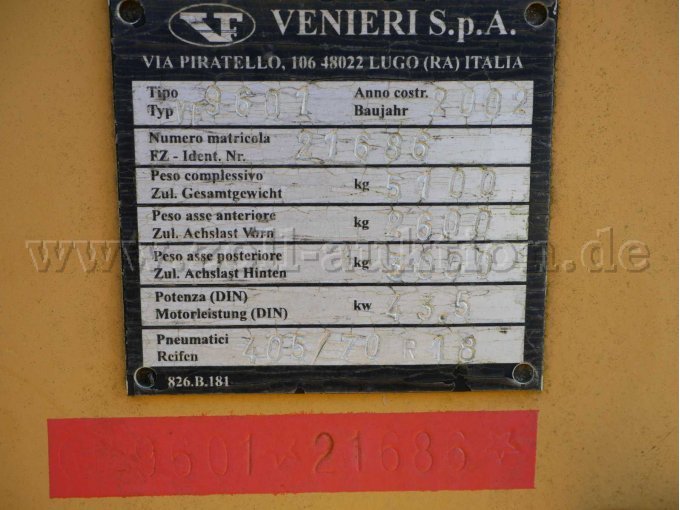 VF VENIERI S.p.A.
VIA PIRATELLO, 106 48022 LUGO (RA) ITALIA
Tipo Anno costr.
Typ 9601 Baujahr 2002
Numero matricola
FZ - Ident. Nr. 21686
Peso complessivo
Zul. Gesamtgewicht kg 5100
Peso asse anteriore
Zul. Achslast Vorn kg
www.zoll-auktion.de
Peso asse posteriore
Zul. Achslast Hinten kg
Potenza (DIN)
Motorleistung (DIN) kw 43.5
Pneumatici
Reifen 405/70 R 18
826.B.181
21686